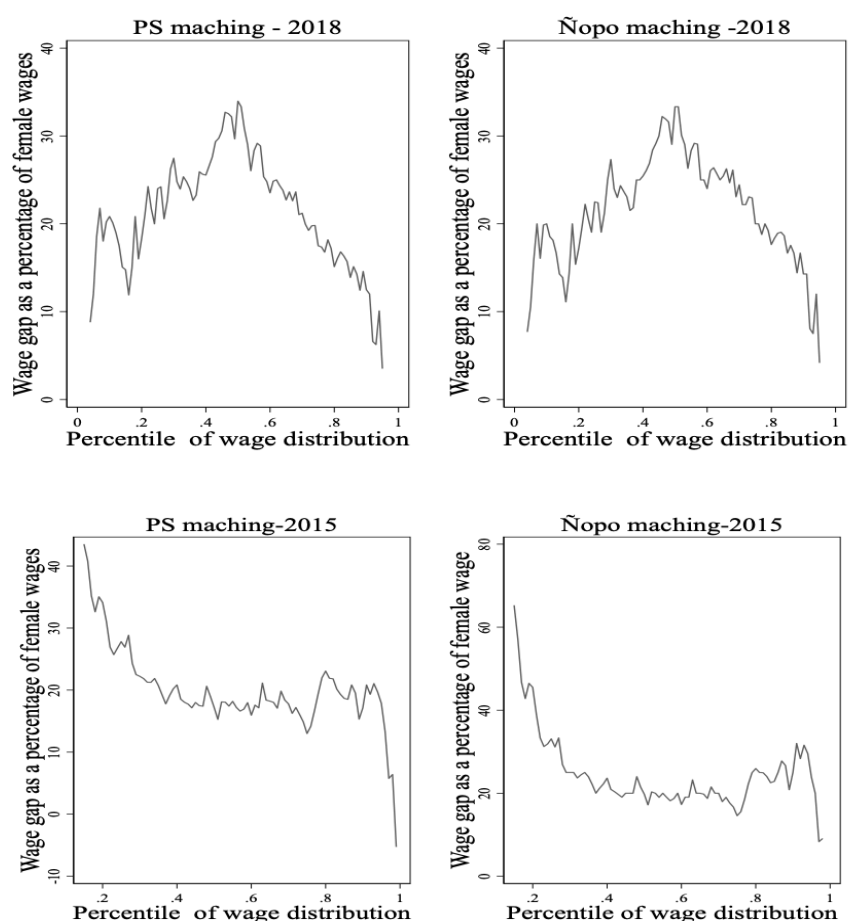 PS maching - 2018
Wage gap as a percentage of female wages
40
30
20
10
0
0 .2 .4 .6 .8 1
Percentile of wage distribution
Ñopo maching -2018
Wage gap as a percentage of female wages
40
30
20
10
0
0 .2 .4 .6 .8 1
Percentile of wage distribution
PS maching-2015
Wage gap as a percentage of female wages
40
30
20
10
0
-10
.2 .4 .6 .8 1
Percentile of wage distribution
Ñopo maching-2015
Wage gap as a percentage of female wage
80
60
40
20
0
.2 .4 .6 .8 1
Percentile of wage distribution